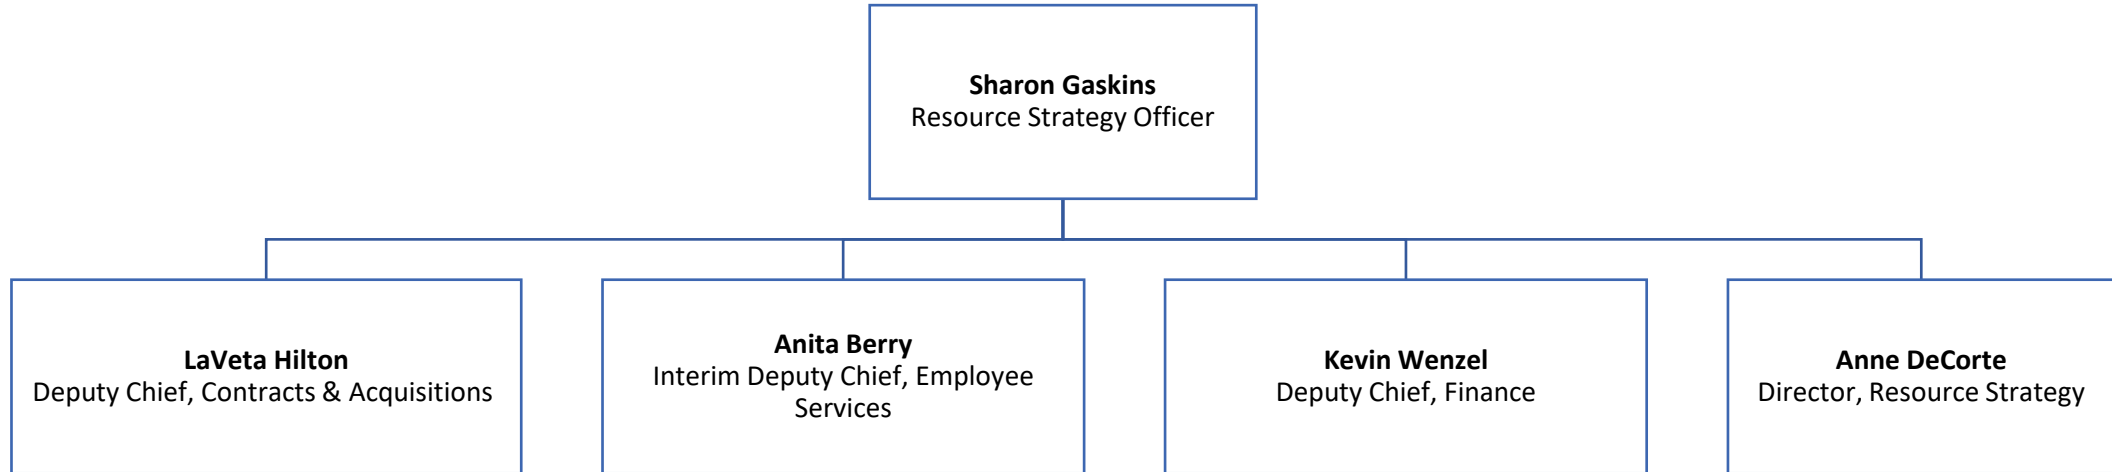 Sharon Gaskins
Resource Strategy Officer
LaVeta Hilton
Deputy Chief, Contracts & Acquisitions
Anita Berry
Interim Deputy Chief, Employee
Services
Kevin Wenzel
Deputy Chief, Finance
Anne DeCorte
Director, Resource Strategy